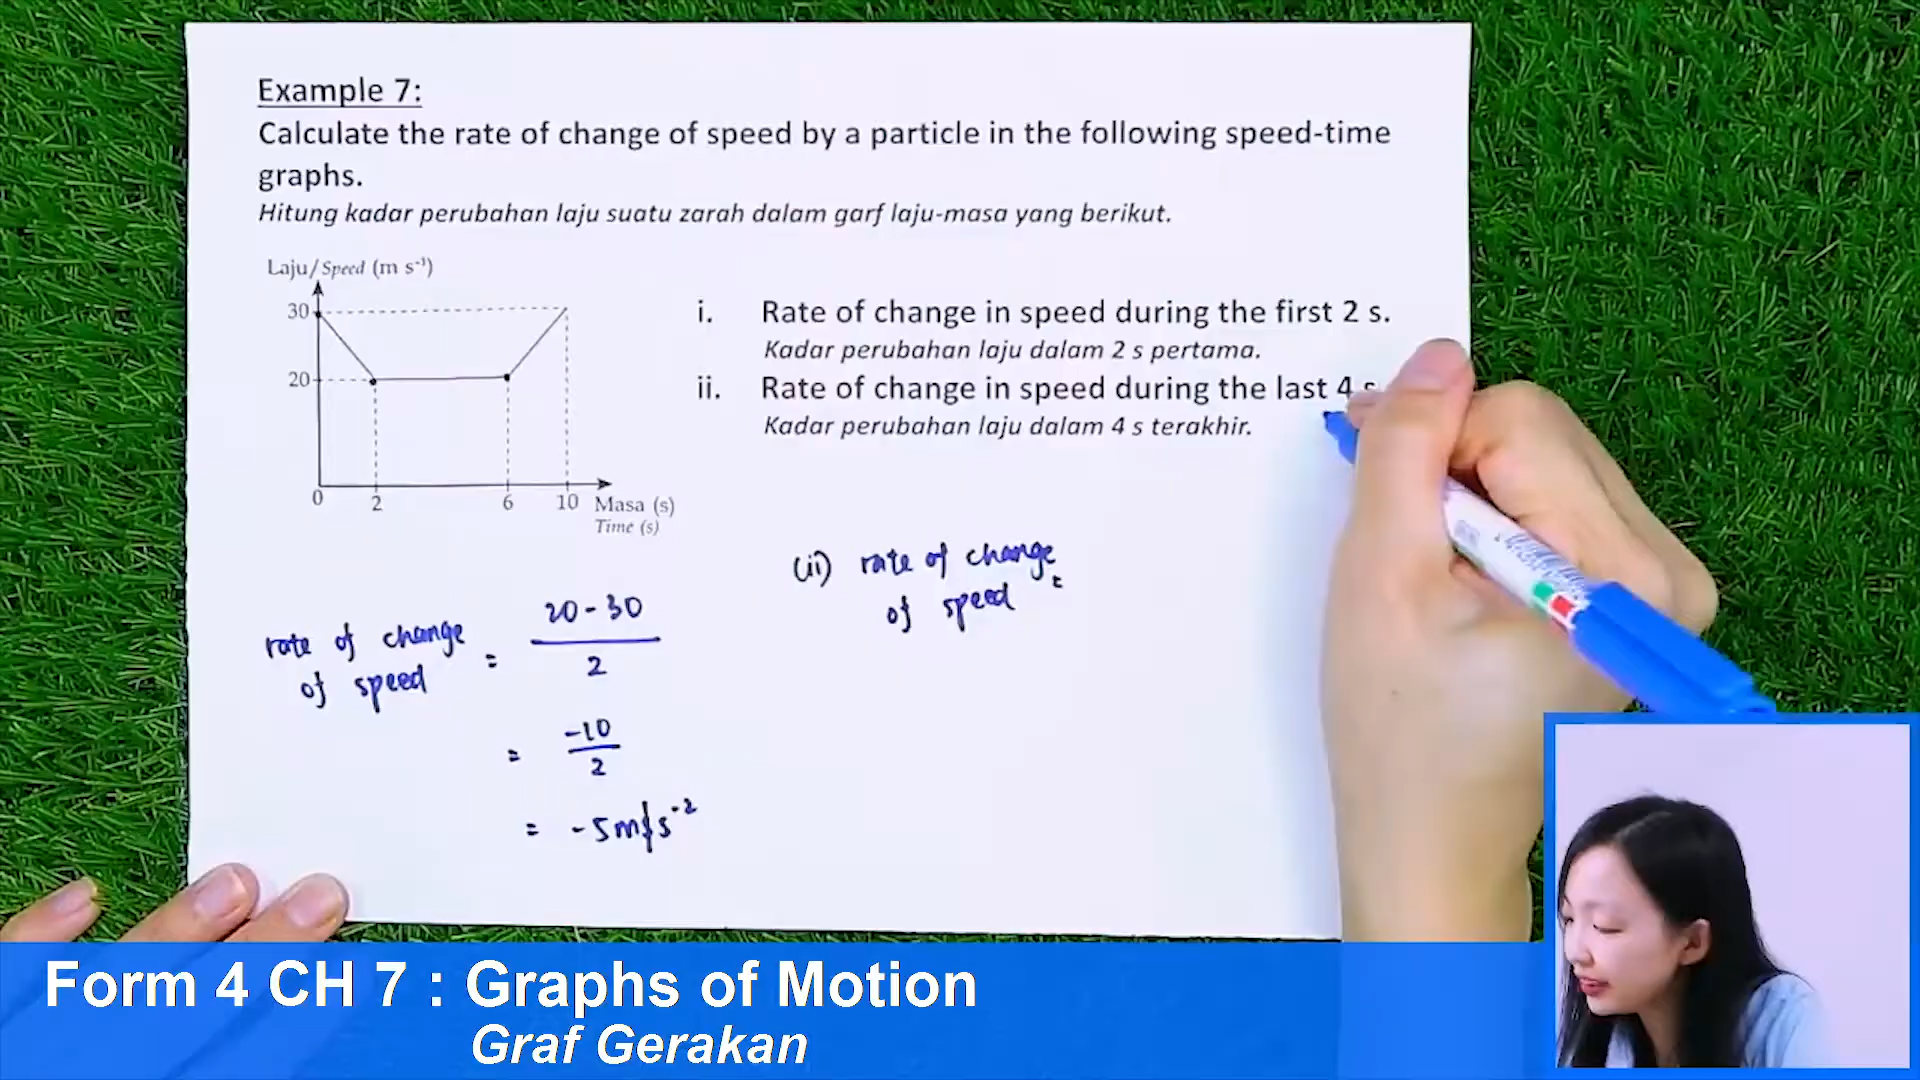 Example 7:
Calculate the rate of change of speed by a particle in the following speed-time
graphs.
Hitung kadar perubahan laju suatu zarah dalam garf laju-masa yang berikut.
Laju/Speed (m s⁻¹)
30
20
0 2 6 10 Masa (s)
Time (s)
i. Rate of change in speed during the first 2 s.
Kadar perubahan laju dalam 2 s pertama.
ii. Rate of change in speed during the last 4 s
Kadar perubahan laju dalam 4 s terakhir.
rate of change
of speed = 20 - 30
2
= -10
2
= -5 m s⁻²
(ii) rate of change
of speed =
Form 4 CH 7 : Graphs of Motion
Graf Gerakan